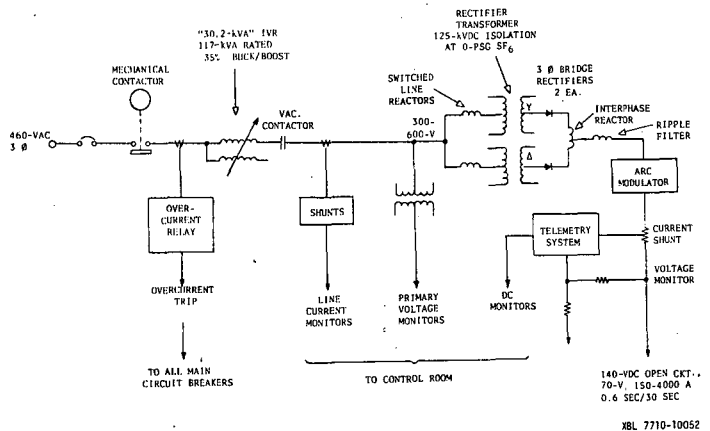 "30.2-kVA" IVR
117-kVA RATED
35% BUCK/BOOST
RECTIFIER
TRANSFORMER
125-kVDC ISOLATION
AT 0-PSG SF6
MECHANICAL
CONTACTOR
SWITCHED
LINE
REACTORS
3 Ø BRIDGE
RECTIFIERS
2 EA.
INTERPHASE
REACTOR
RIPPLE
FILTER
VAC.
CONTACTOR
300-
600-V
Y
Δ
460-VAC
3 Ø
ARC
MODULATOR
OVER-
CURRENT
RELAY
SHUNTS
TELEMETRY
SYSTEM
CURRENT
SHUNT
VOLTAGE
MONITOR
OVERCURRENT
TRIP
LINE
CURRENT
MONITORS
PRIMARY
VOLTAGE
MONITORS
DC
MONITORS
TO ALL MAIN
CIRCUIT BREAKERS
TO CONTROL ROOM
140-VDC OPEN CKT.,
70-V, 150-4000 A
0.6 SEC/30 SEC
XBL 7710-10052